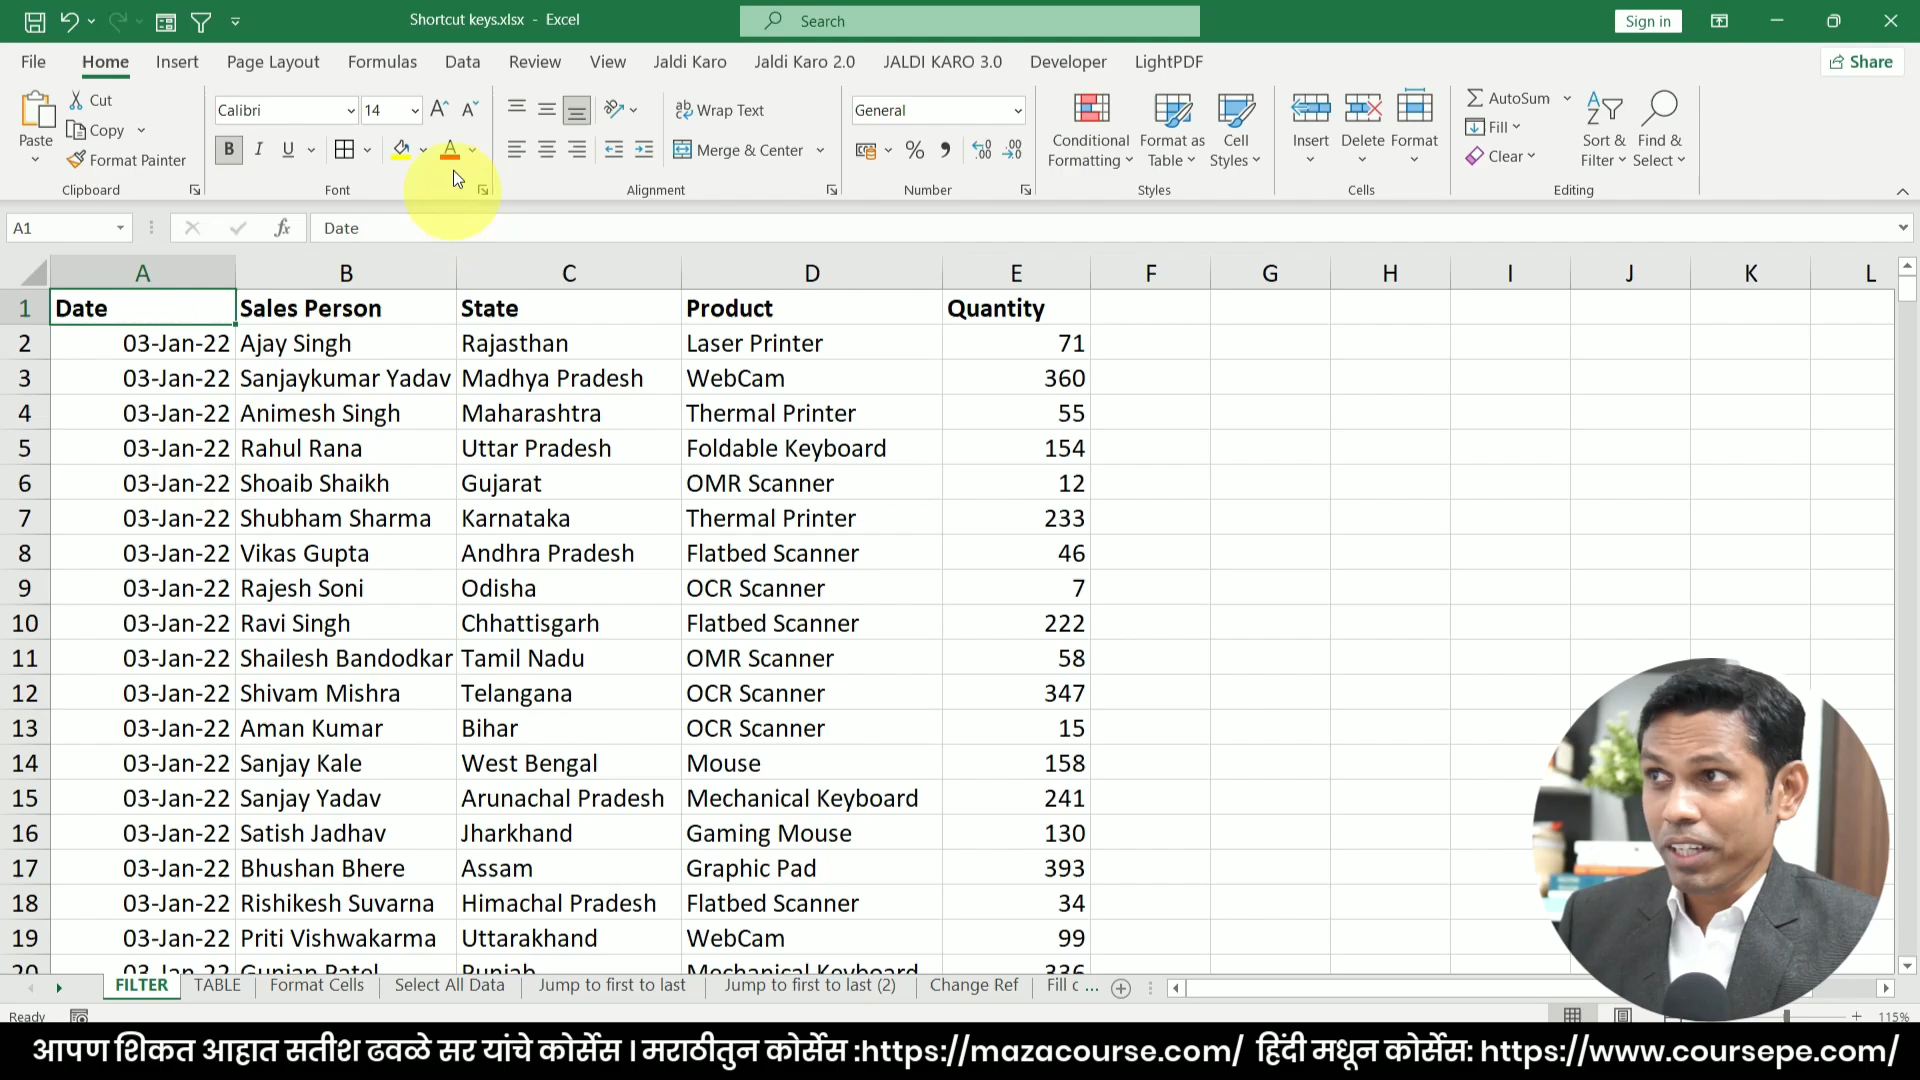 Shortcut keys.xlsx - Excel
Search
Sign in
File Home Insert Page Layout Formulas Data Review View Jaldi Karo Jaldi Karo 2.0 JALDI KARO 3.0 Developer LightPDF Share
Paste
Cut
Copy
Format Painter
Clipboard
Calibri 14
B I U
Font
Wrap Text
Merge & Center
Alignment
General
Number
Conditional Formatting
Format as Table
Cell Styles
Styles
Insert
Delete
Format
Cells
AutoSum
Fill
Clear
Sort & Filter
Find & Select
Editing
A1 fx Date
A B C D E F G H I J K L
1 Date Sales Person State Product Quantity
2 03-Jan-22 Ajay Singh Rajasthan Laser Printer 71
3 03-Jan-22 Sanjaykumar Yadav Madhya Pradesh WebCam 360
4 03-Jan-22 Animesh Singh Maharashtra Thermal Printer 55
5 03-Jan-22 Rahul Rana Uttar Pradesh Foldable Keyboard 154
6 03-Jan-22 Shoaib Shaikh Gujarat OMR Scanner 12
7 03-Jan-22 Shubham Sharma Karnataka Thermal Printer 233
8 03-Jan-22 Vikas Gupta Andhra Pradesh Flatbed Scanner 46
9 03-Jan-22 Rajesh Soni Odisha OCR Scanner 7
10 03-Jan-22 Ravi Singh Chhattisgarh Flatbed Scanner 222
11 03-Jan-22 Shailesh Bandodkar Tamil Nadu OMR Scanner 58
12 03-Jan-22 Shivam Mishra Telangana OCR Scanner 347
13 03-Jan-22 Aman Kumar Bihar OCR Scanner 15
14 03-Jan-22 Sanjay Kale West Bengal Mouse 158
15 03-Jan-22 Sanjay Yadav Arunachal Pradesh Mechanical Keyboard 241
16 03-Jan-22 Satish Jadhav Jharkhand Gaming Mouse 130
17 03-Jan-22 Bhushan Bhere Assam Graphic Pad 393
18 03-Jan-22 Rishikesh Suvarna Himachal Pradesh Flatbed Scanner 34
19 03-Jan-22 Priti Vishwakarma Uttarakhand WebCam 99
20 03-Jan-22 Gunjan Patel Punjab Mechanical Keyboard 336
FILTER TABLE Format Cells Select All Data Jump to first to last Jump to first to last (2) Change Ref Fill c ...
Ready 115%
आपण शिकत आहात सतीश ढवळे सर यांचे कोर्सेस । मराठीतुन कोर्सेस :https://mazacourse.com/ हिंदी मधून कोर्सेस: https://www.coursepe.com/